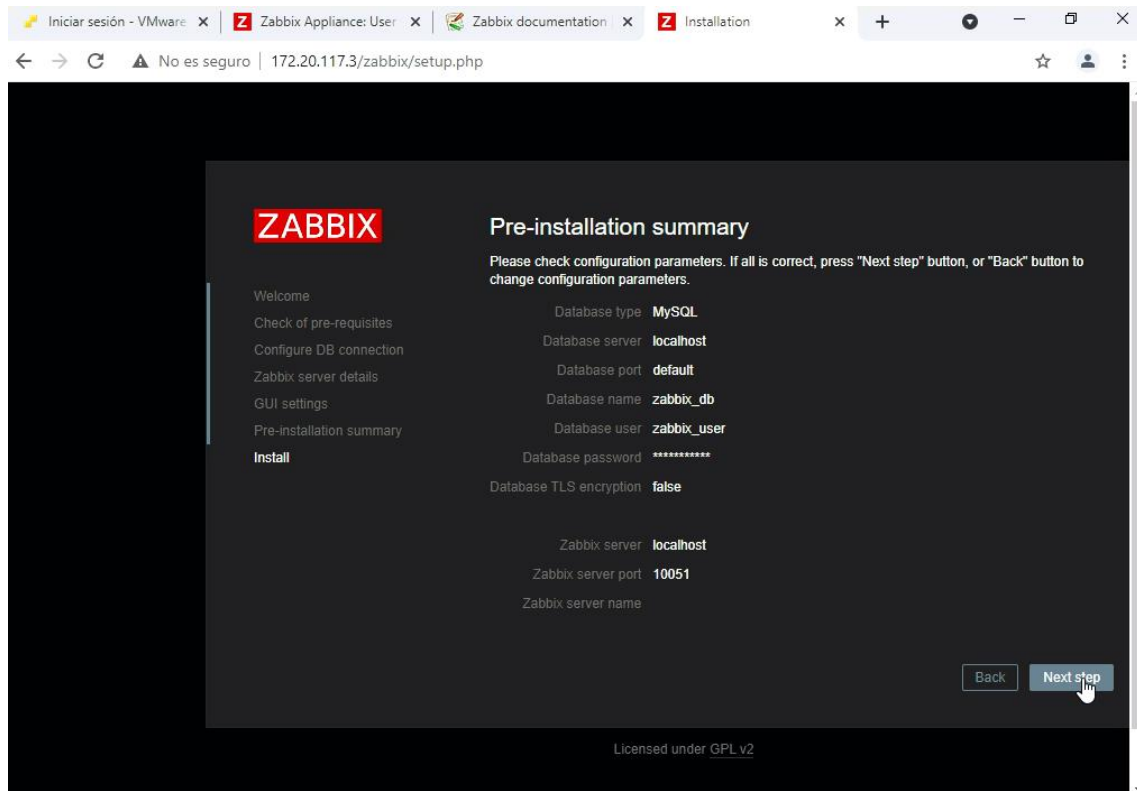 Iniciar sesión - VMware
Zabbix Appliance: User
Zabbix documentation
Installation
No es seguro | 172.20.117.3/zabbix/setup.php
ZABBIX
Welcome
Check of pre-requisites
Configure DB connection
Zabbix server details
GUI settings
Pre-installation summary
Install
Pre-installation summary
Please check configuration parameters. If all is correct, press "Next step" button, or "Back" button to
change configuration parameters.
Database type MySQL
Database server localhost
Database port default
Database name zabbix_db
Database user zabbix_user
Database password ***********
Database TLS encryption false
Zabbix server localhost
Zabbix server port 10051
Zabbix server name
Back
Next step
Licensed under GPL v2